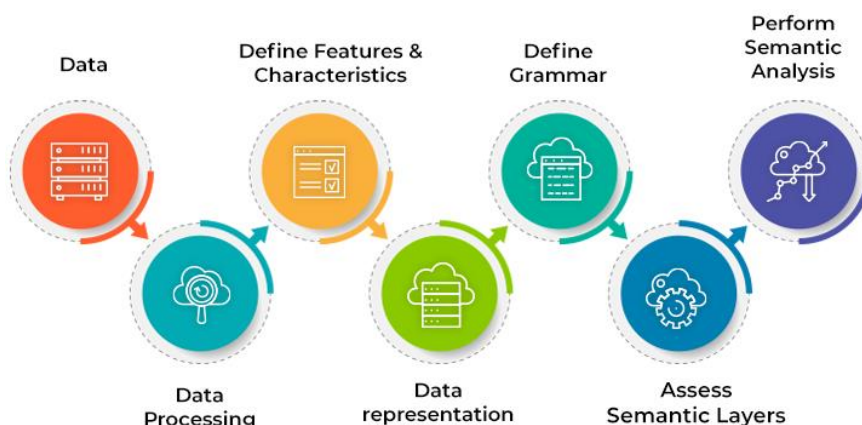 Data
Data
Processing
Define Features &
Characteristics
Data
representation
Define
Grammar
Assess
Semantic Layers
Perform
Semantic
Analysis